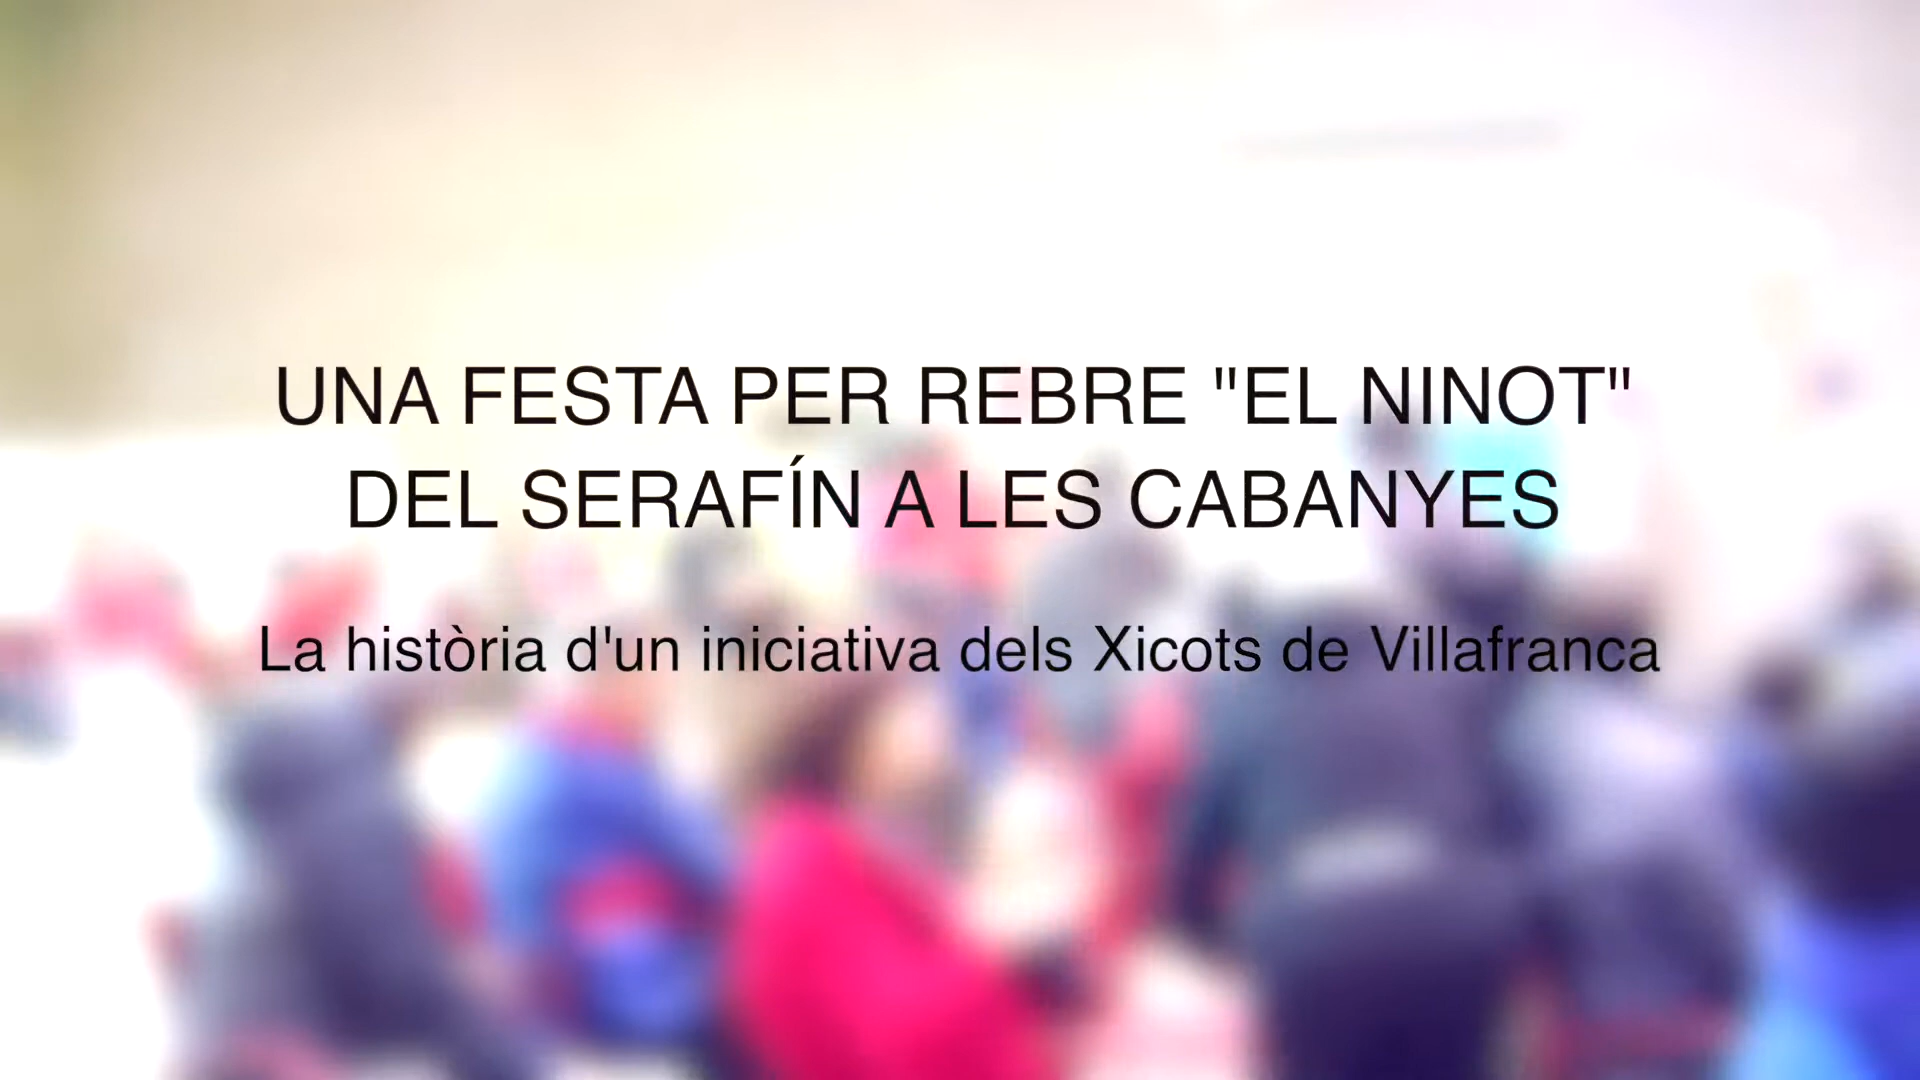 UNA FESTA PER REBRE "EL NINOT"
DEL SERAFÍN A LES CABANYES
La història d'un iniciativa dels Xicots de Villafranca